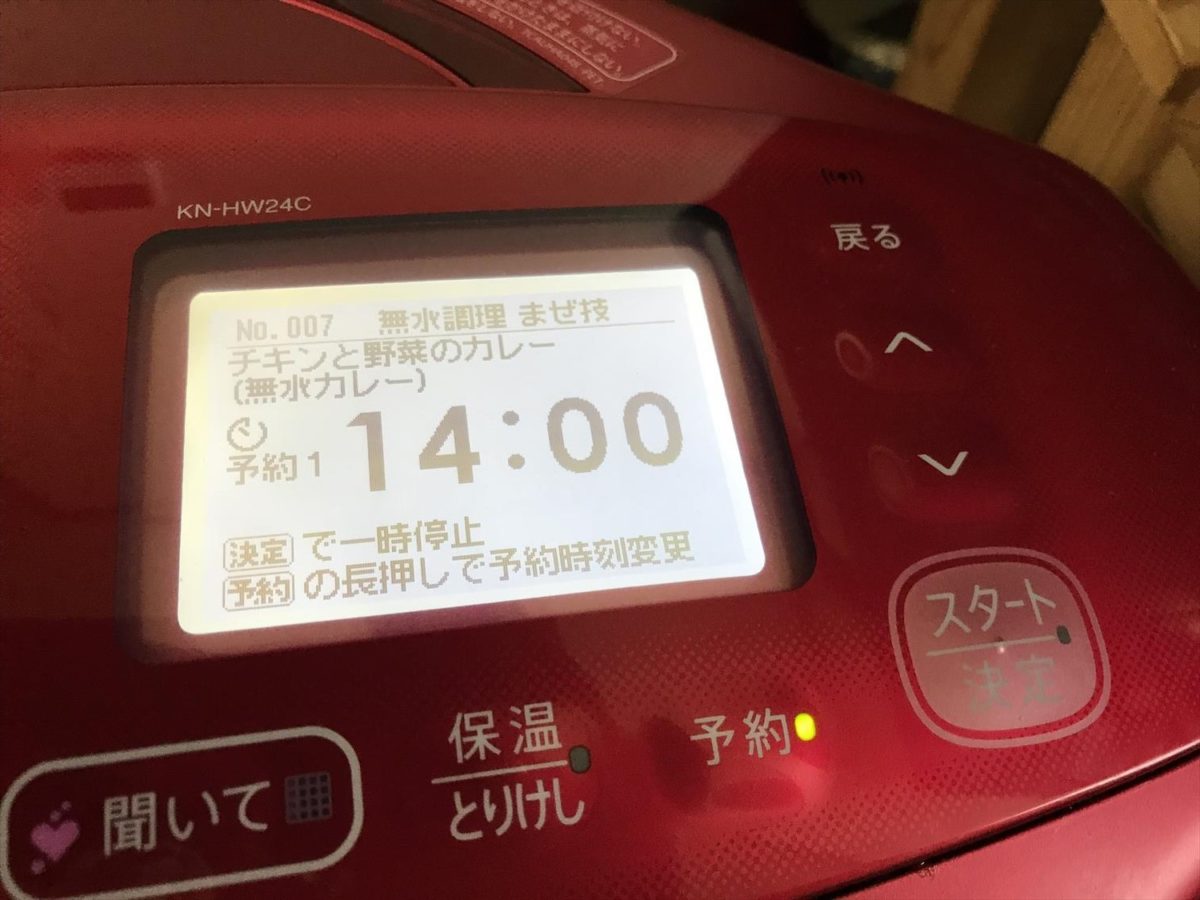 KN-HW24C
戻る
No.007 無水調理 まぜ技
チキンと野菜のカレー
(無水カレー)
予約1 14:00
決定 で一時停止
予約 の長押しで予約時刻変更
スタート
決定
保温
とりけし
予約
聞いて